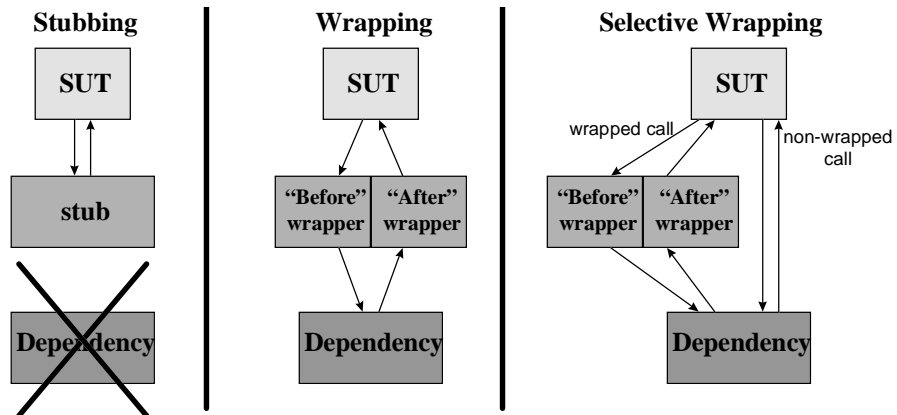 Stubbing
SUT
stub
Dependency
Wrapping
SUT
“Before” wrapper
“After” wrapper
Dependency
Selective Wrapping
SUT
wrapped call
non-wrapped
call
“Before” wrapper
“After” wrapper
Dependency